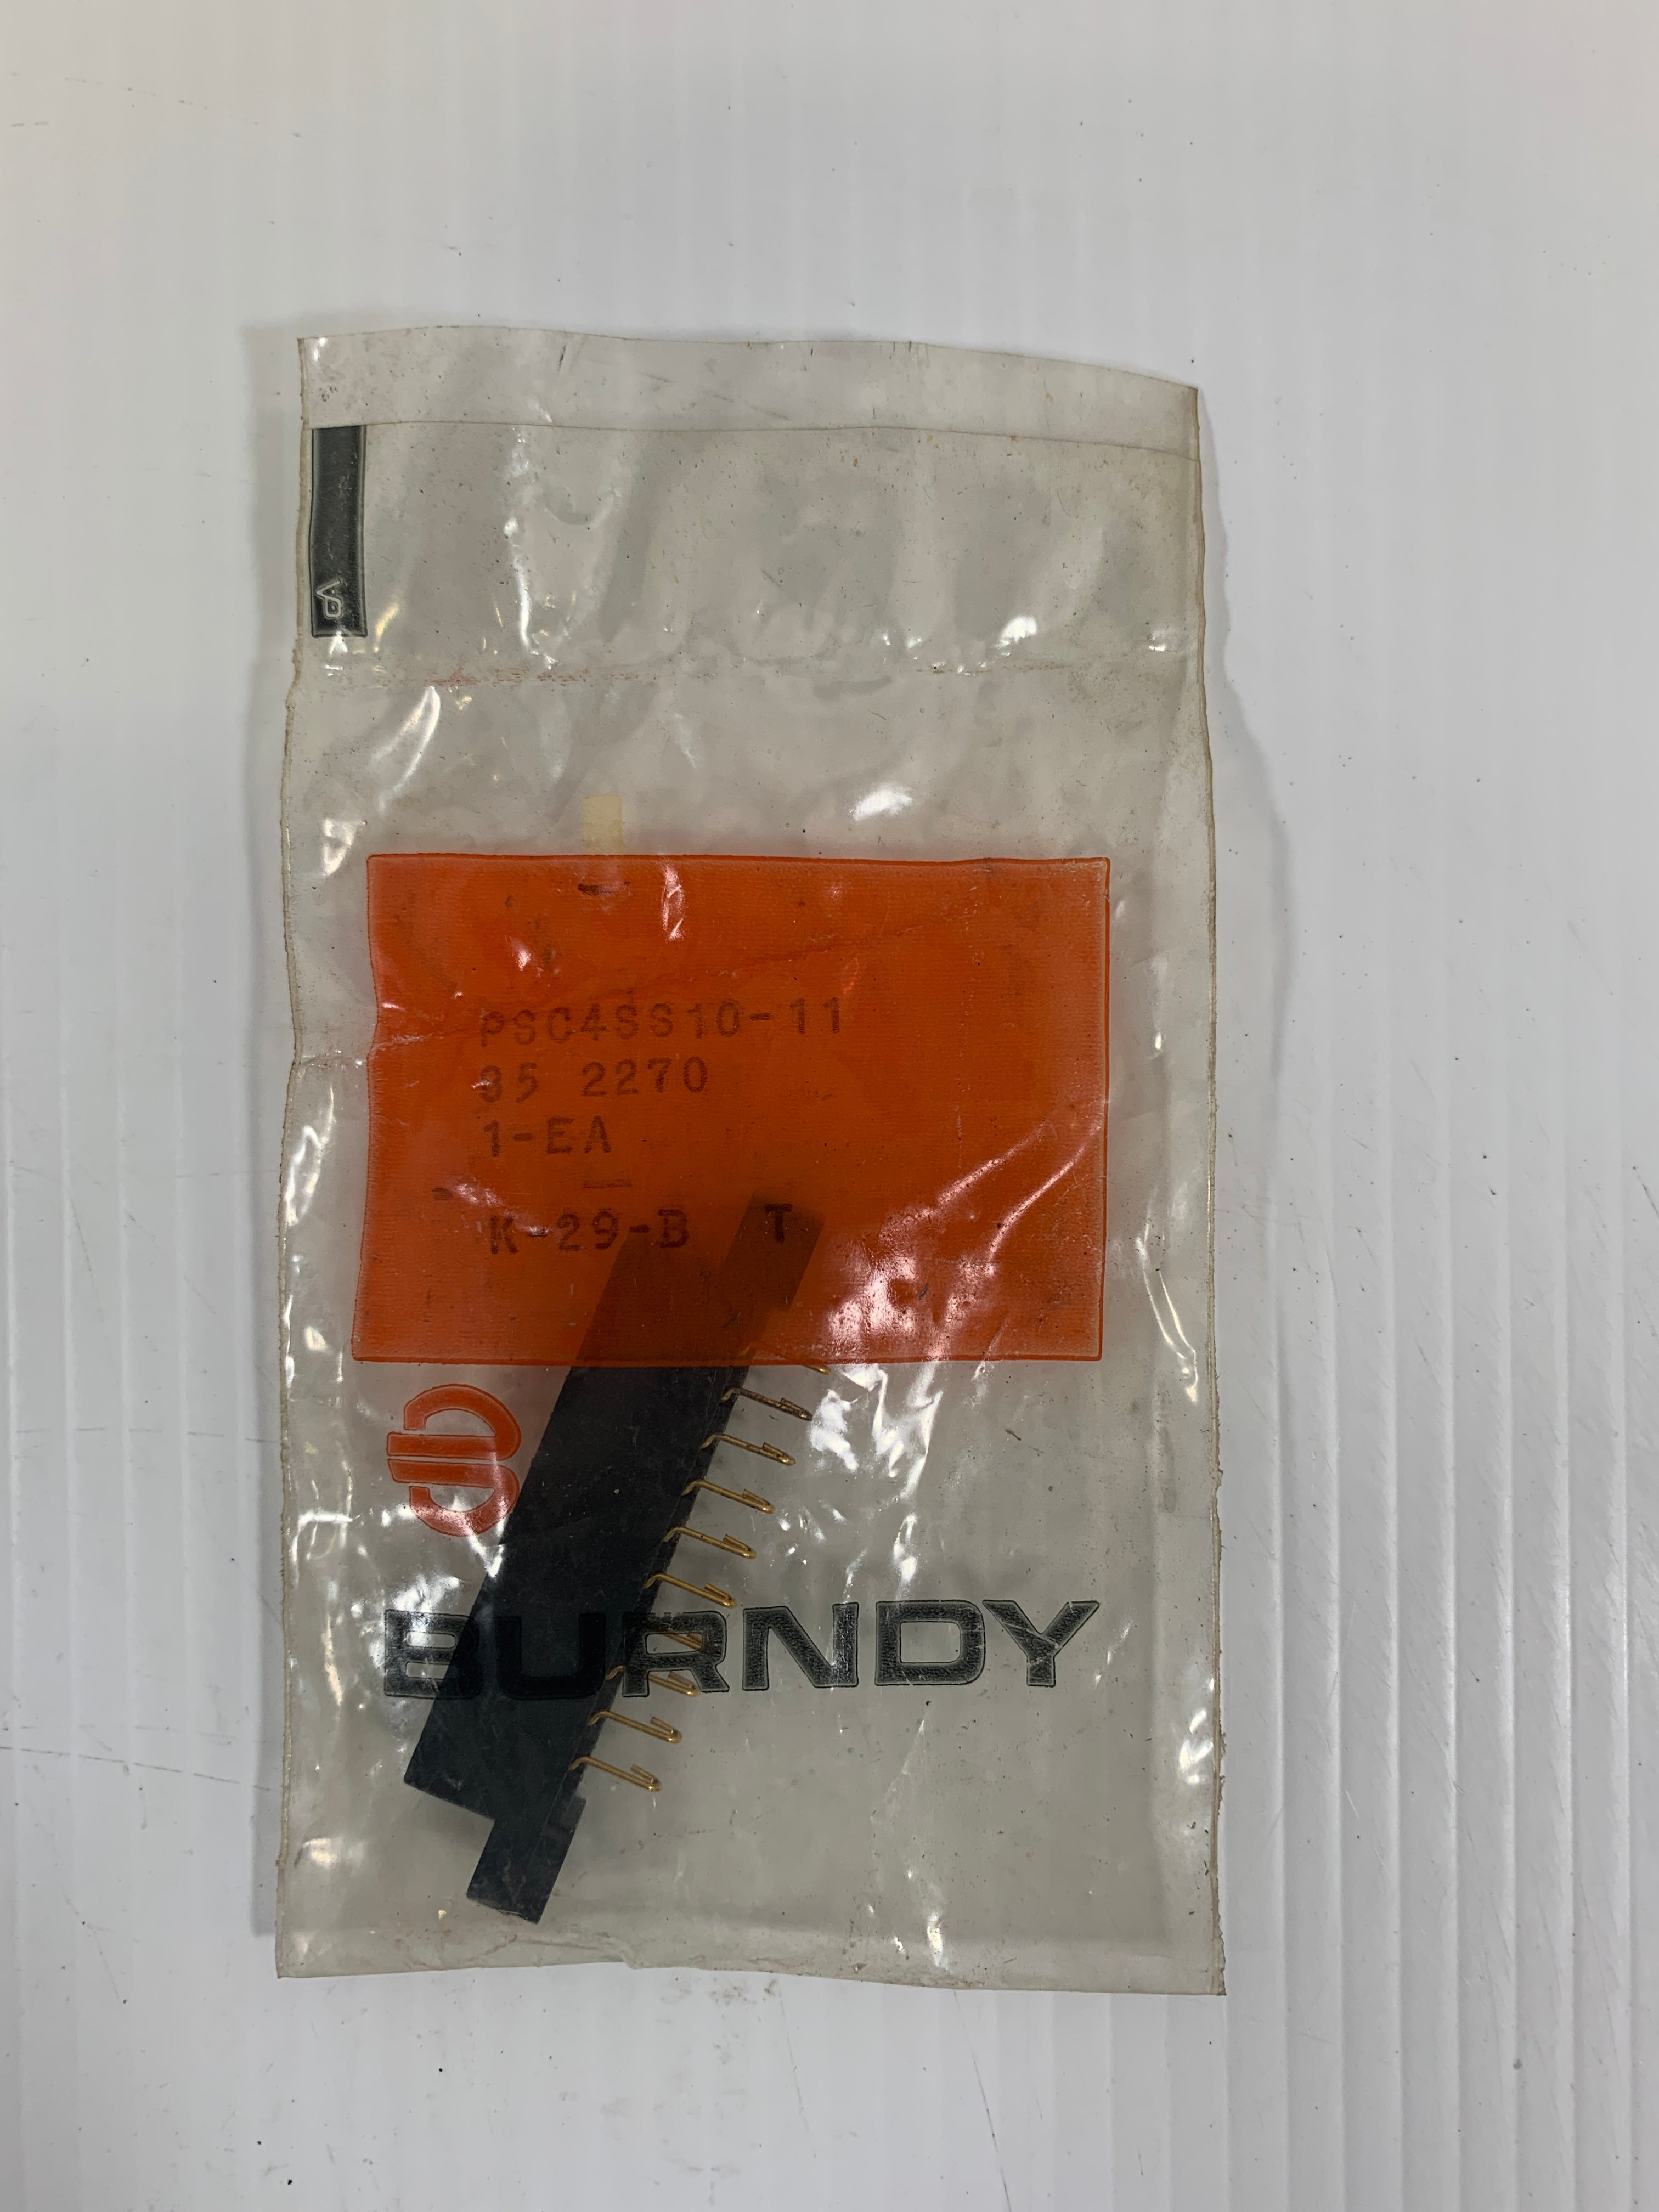 PSC4SS10-11
35 2270
1-EA
K-29-B T
BURNDY